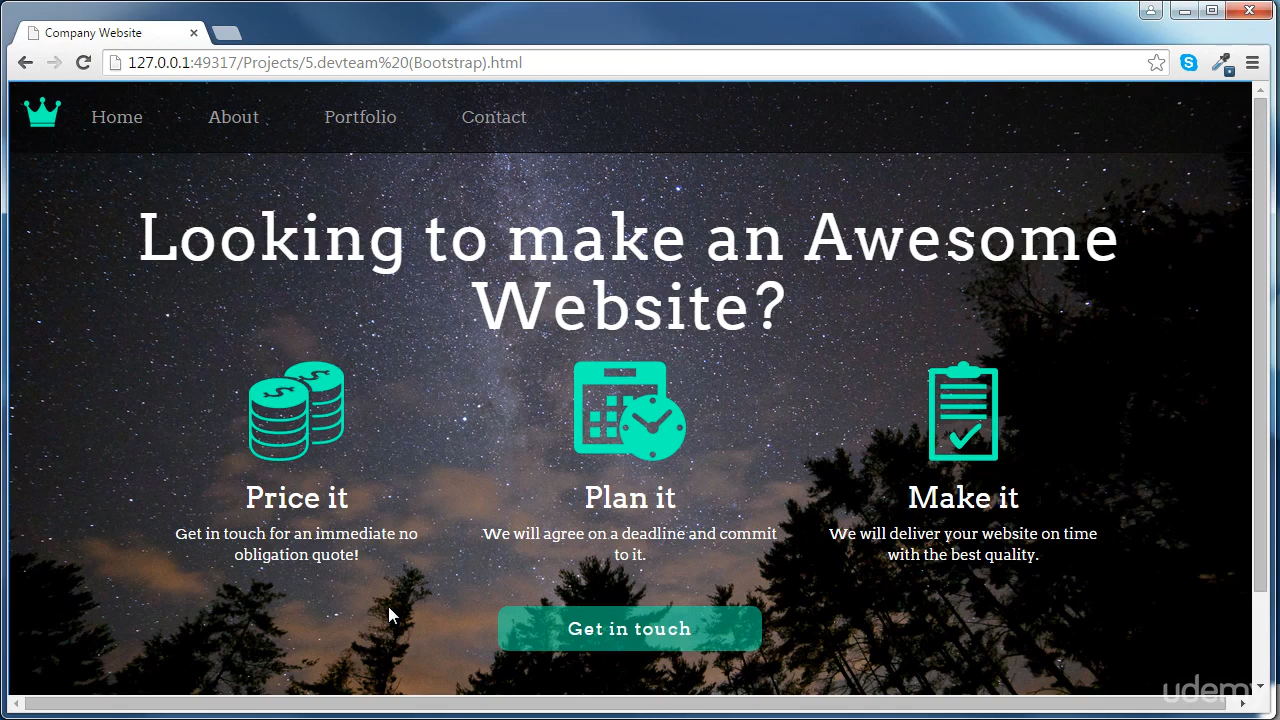 Company Website
127.0.0.1:49317/Projects/5.devteam%20(Bootstrap).html
Home About Portfolio Contact
Looking to make an Awesome
Website?
Price it
Get in touch for an immediate no
obligation quote!
Plan it
We will agree on a deadline and commit
to it.
Make it
We will deliver your website on time
with the best quality.
Get in touch
udemy